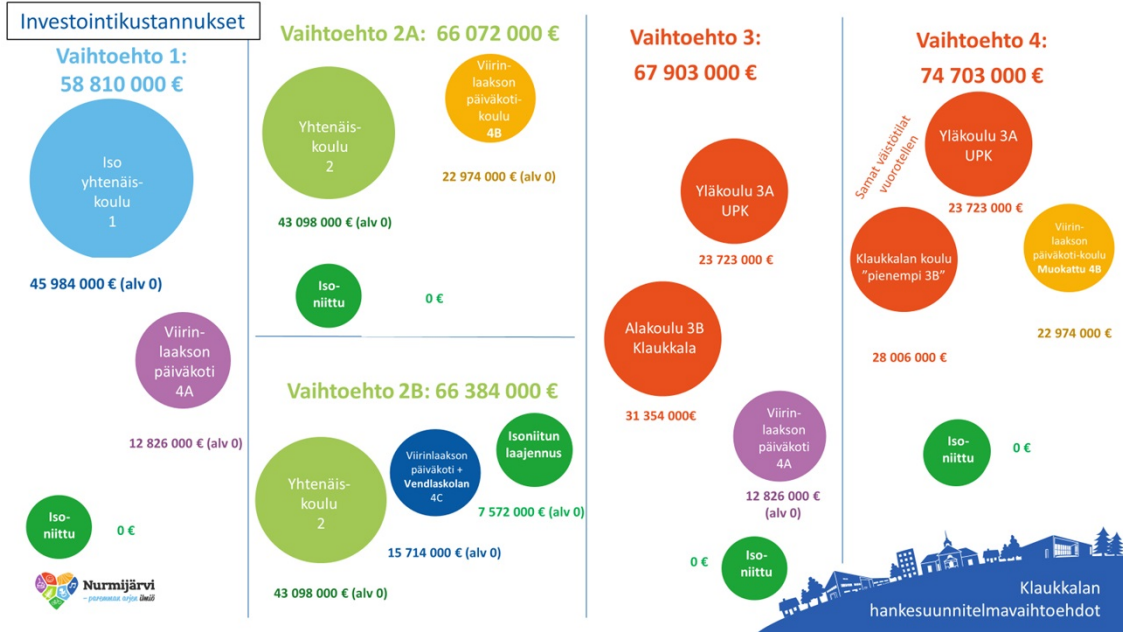 Investointikustannukset
Vaihtoehto 1:
58 810 000 €
Iso
yhtenäis-
koulu
1
45 984 000 € (alv 0)
Viirin-
laakson
päiväkoti
4A
12 826 000 € (alv 0)
Iso-
niittu
0 €
Nurmijärvi
– paremman arjen ilmiö
Vaihtoehto 2A: 66 072 000 €
Yhtenäis-
koulu
2
43 098 000 € (alv 0)
Viirin-
laakson
päiväkoti-
koulu
4B
22 974 000 € (alv 0)
Iso-
niittu
0 €
Vaihtoehto 2B: 66 384 000 €
Yhtenäis-
koulu
2
43 098 000 € (alv 0)
Viirinlaakson
päiväkoti +
Vendlaskolan
4C
15 714 000 € (alv 0)
Isoniitun
laajennus
7 572 000 € (alv 0)
Vaihtoehto 3:
67 903 000 €
Yläkoulu 3A
UPK
23 723 000 €
Alakoulu 3B
Klaukkala
31 354 000€
Viirin-
laakson
päiväkoti
4A
12 826 000 €
(alv 0)
0 €
Iso-
niittu
Vaihtoehto 4:
74 703 000 €
Samat väistötilat
vuorotellen
Yläkoulu 3A
UPK
23 723 000 €
Klaukkalan koulu
”pienempi 3B”
28 006 000 €
Viirin-
laakson
päiväkoti-koulu
Muokattu 4B
22 974 000 €
Iso-
niittu
0 €
Klaukkalan
hankesuunnitelmavaihtoehdot